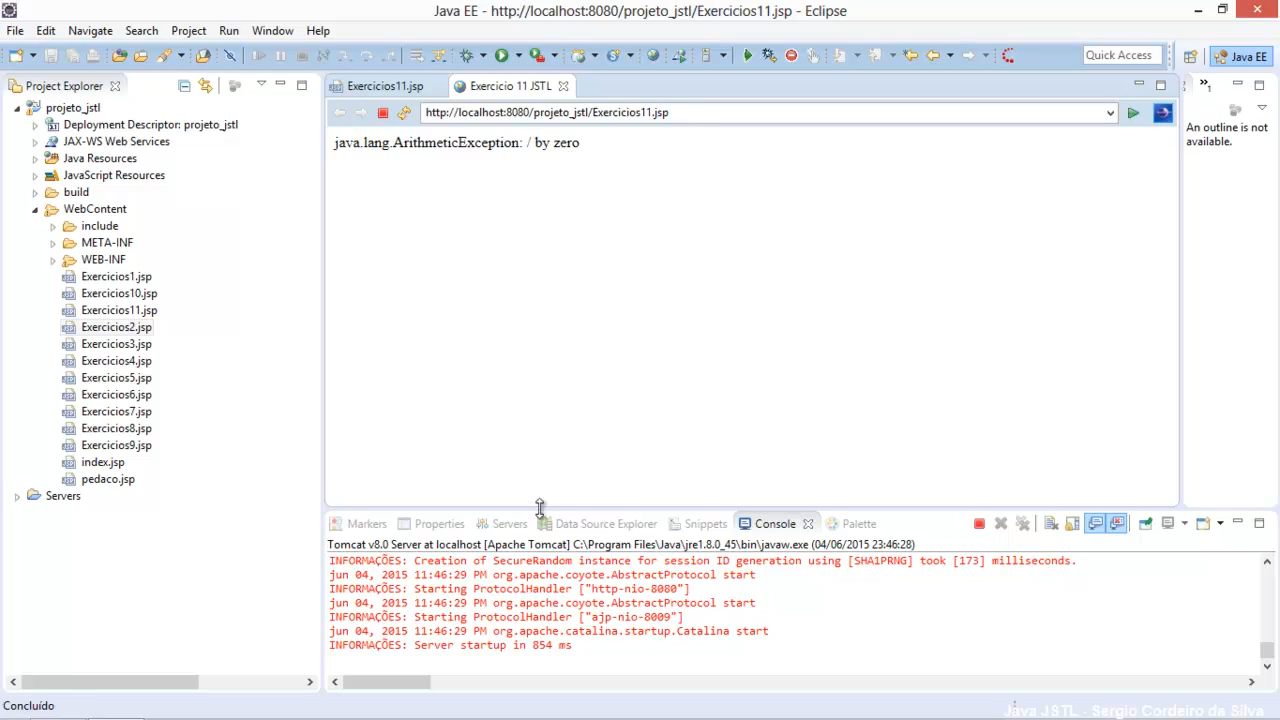 Java EE - http://localhost:8080/projeto_jstl/Exercicios11.jsp - Eclipse
File Edit Navigate Search Project Run Window Help
Quick Access
Java EE
Project Explorer
projeto_jstl
Deployment Descriptor: projeto_jstl
JAX-WS Web Services
Java Resources
JavaScript Resources
build
WebContent
include
META-INF
WEB-INF
Exercicios1.jsp
Exercicios10.jsp
Exercicios11.jsp
Exercicios2.jsp
Exercicios3.jsp
Exercicios4.jsp
Exercicios5.jsp
Exercicios6.jsp
Exercicios7.jsp
Exercicios8.jsp
Exercicios9.jsp
index.jsp
pedaco.jsp
Servers
Exercicios11.jsp
Exercicio 11 JSTL
http://localhost:8080/projeto_jstl/Exercicios11.jsp
java.lang.ArithmeticException: / by zero
1
An outline is not
available.
Markers Properties Servers Data Source Explorer Snippets Console Palette
Tomcat v8.0 Server at localhost [Apache Tomcat] C:\Program Files\Java\jre1.8.0_45\bin\javaw.exe (04/06/2015 23:46:28)
INFORMAÇÕES: Creation of SecureRandom instance for session ID generation using [SHA1PRNG] took [173] milliseconds.
jun 04, 2015 11:46:29 PM org.apache.coyote.AbstractProtocol start
INFORMAÇÕES: Starting ProtocolHandler ["http-nio-8080"]
jun 04, 2015 11:46:29 PM org.apache.coyote.AbstractProtocol start
INFORMAÇÕES: Starting ProtocolHandler ["ajp-nio-8009"]
jun 04, 2015 11:46:29 PM org.apache.catalina.startup.Catalina start
INFORMAÇÕES: Server startup in 854 ms
Concluído
Java JSTL - Sergio Cordeiro da Silva